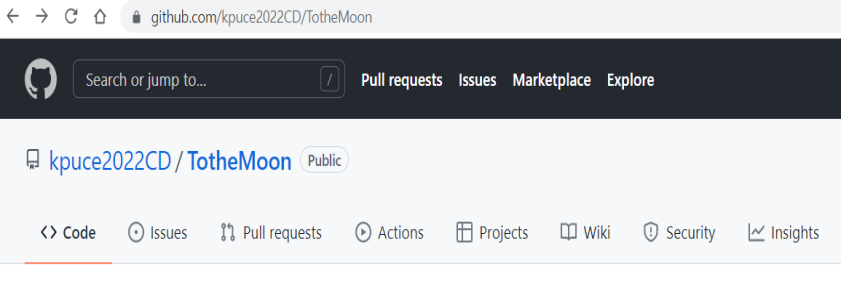 github.com/kpuce2022CD/TotheMoon
Search or jump to... / Pull requests Issues Marketplace Explore
kpuce2022CD / TotheMoon Public
<> Code Issues Pull requests Actions Projects Wiki Security Insights